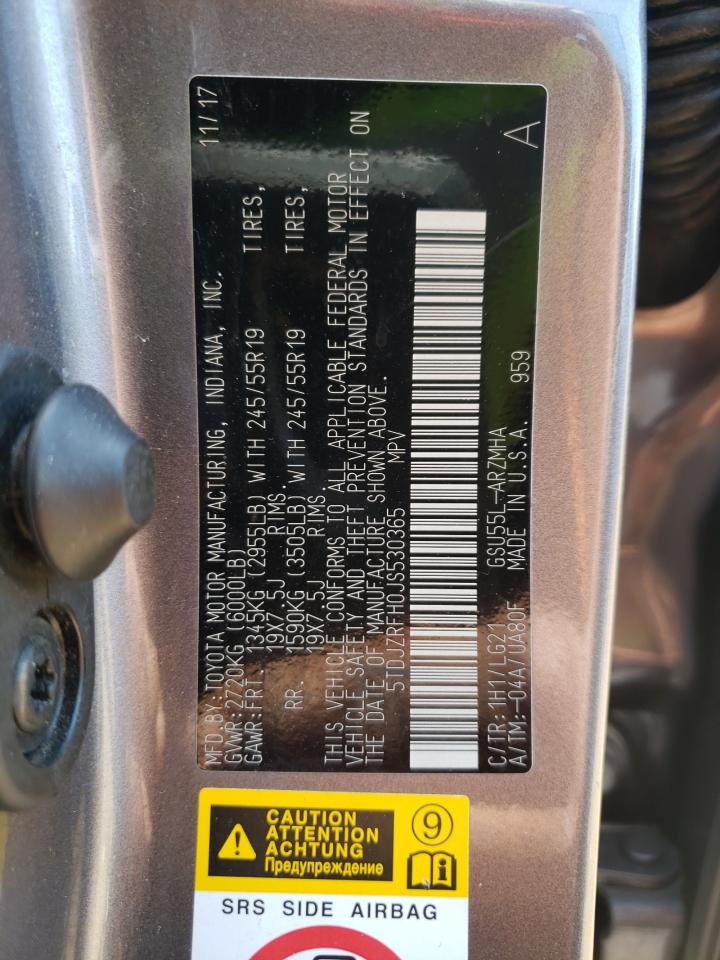 MFD. BY: TOYOTA MOTOR MANUFACTURING, INDIANA, INC. 11/17
GVWR: 2720KG (6000LB)
GAWR: FRT. 1345KG (2955LB) WITH 245/55R19 TIRES,
19X7.5J RIMS
RR. 1590KG (3505LB) WITH 245/55R19 TIRES,
19X7.5J RIMS
THIS VEHICLE CONFORMS TO ALL APPLICABLE FEDERAL MOTOR
VEHICLE SAFETY AND THEFT PREVENTION STANDARDS IN EFFECT ON
THE DATE OF MANUFACTURE SHOWN ABOVE.
5TDJZRFH0JS530365 MPV
C/TR: 1H1/LG21 GSU55L-ARZMHA
A/TM:-04A/UA80F MADE IN U.S.A. 959 A
CAUTION
ATTENTION
ACHTUNG
Предупреждение
9
i
SRS SIDE AIRBAG